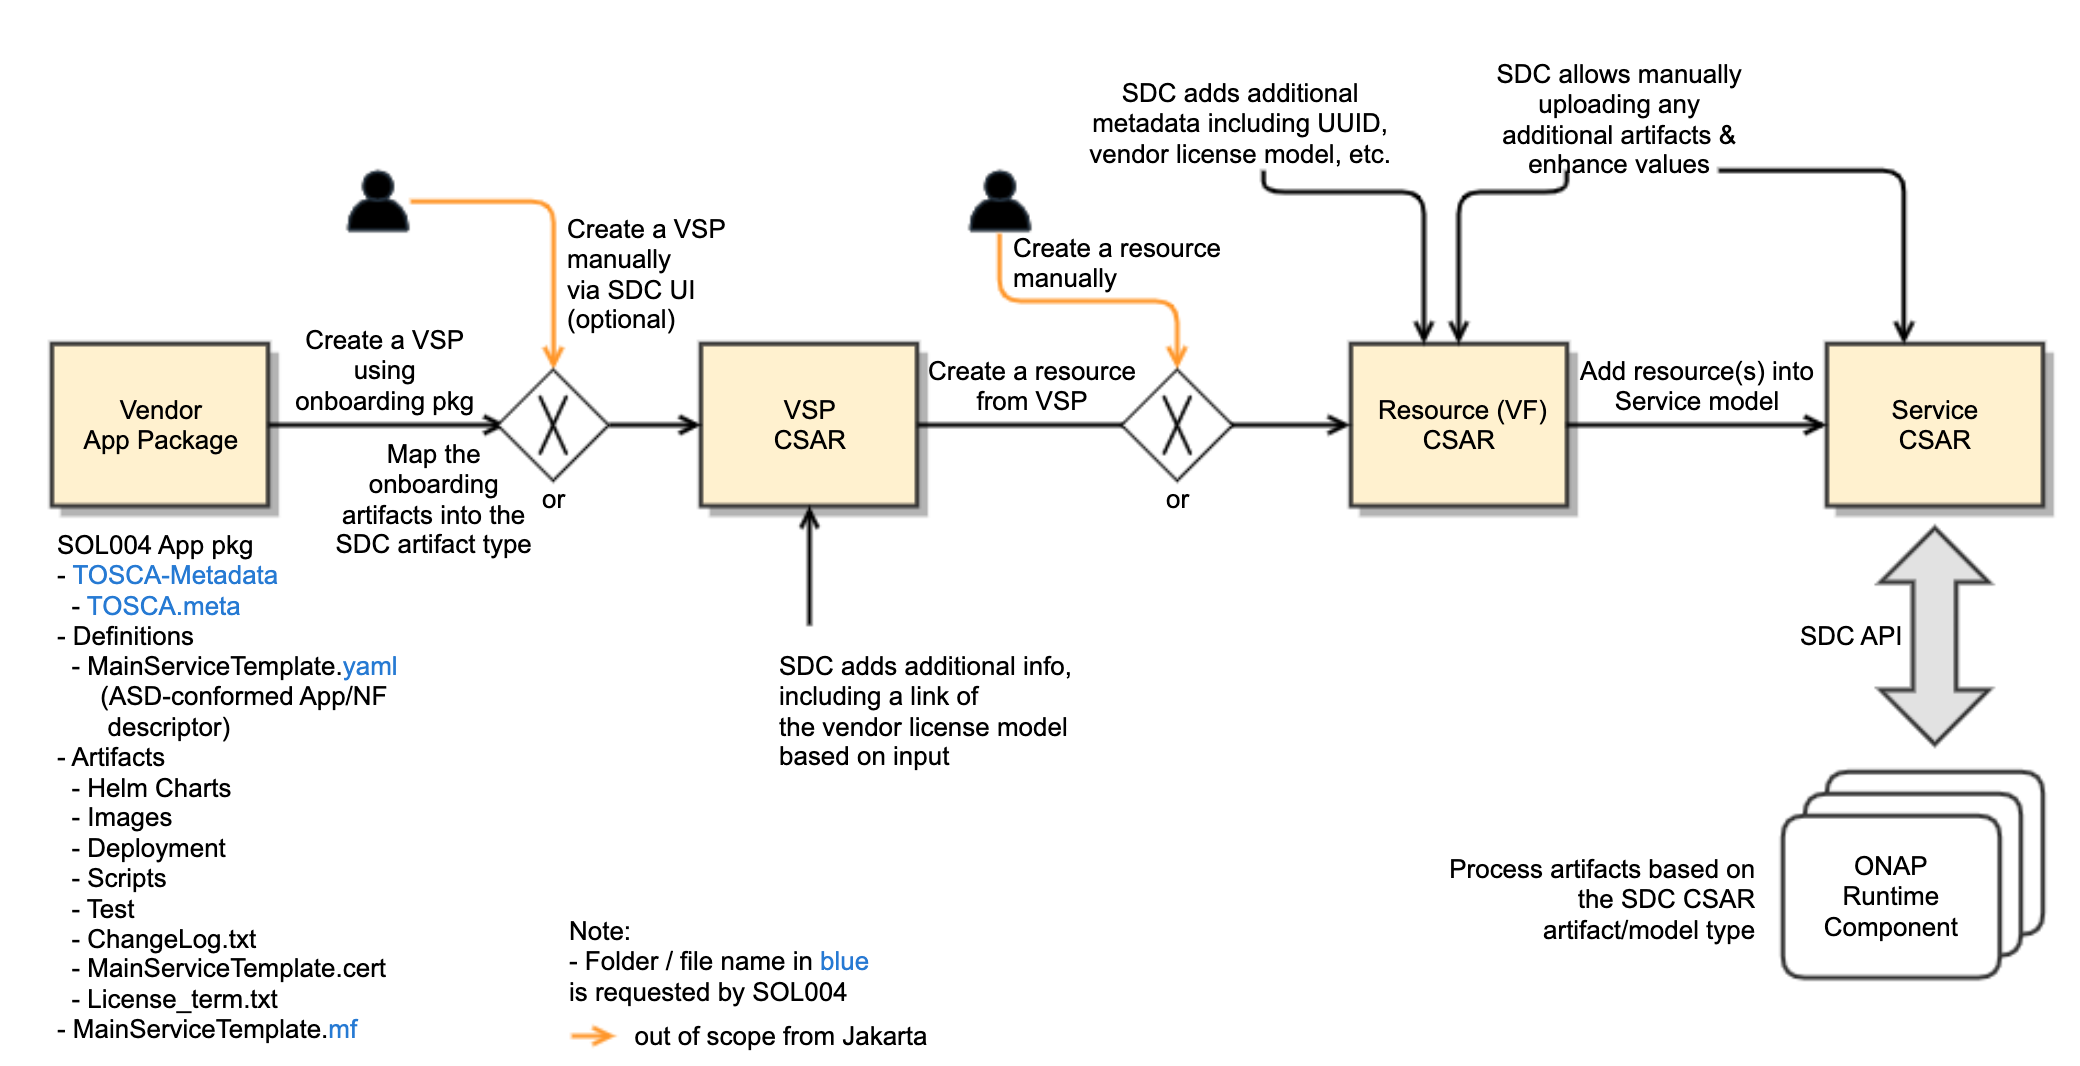 SDC adds additional
metadata including UUID,
vendor license model, etc.
SDC allows manually
uploading any
additional artifacts &
enhance values
Create a VSP
manually
via SDC UI
(optional)
Create a resource
manually
Create a VSP
using
onboarding pkg
Map the
onboarding
artifacts into the
SDC artifact type
Vendor
App Package
X
or
VSP
CSAR
Create a resource
from VSP
X
or
Resource (VF)
CSAR
Add resource(s) into
Service model
Service
CSAR
SOL004 App pkg
- TOSCA-Metadata
- TOSCA.meta
- Definitions
- MainServiceTemplate.yaml
(ASD-conformed App/NF
descriptor)
- Artifacts
- Helm Charts
- Images
- Deployment
- Scripts
- Test
- ChangeLog.txt
- MainServiceTemplate.cert
- License_term.txt
- MainServiceTemplate.mf
SDC adds additional info,
including a link of
the vendor license model
based on input
SDC API
Process artifacts based on
the SDC CSAR
artifact/model type
ONAP
Runtime
Component
Note:
- Folder / file name in blue
is requested by SOL004
out of scope from Jakarta